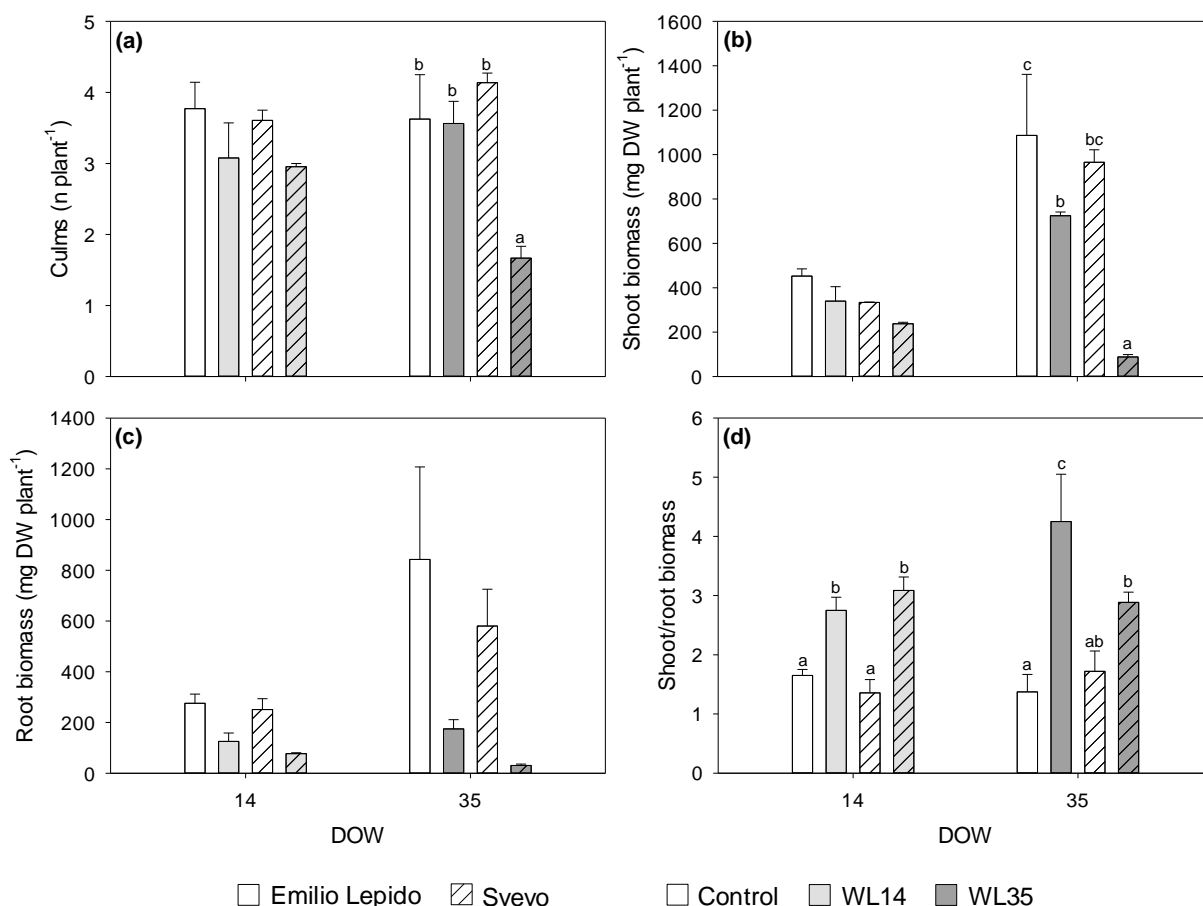 (a)
Culms (n plant⁻¹)
5
4
3
2
1
0
b b b a
(b)
Shoot biomass (mg DW plant⁻¹)
1600
1400
1200
1000
800
600
400
200
0
c b bc a
(c)
Root biomass (mg DW plant⁻¹)
1400
1200
1000
800
600
400
200
0
14 35
DOW
(d)
Shoot/root biomass
6
5
4
3
2
1
0
a b a b a c ab b
14 35
DOW
Emilio Lepido Svevo Control WL14 WL35